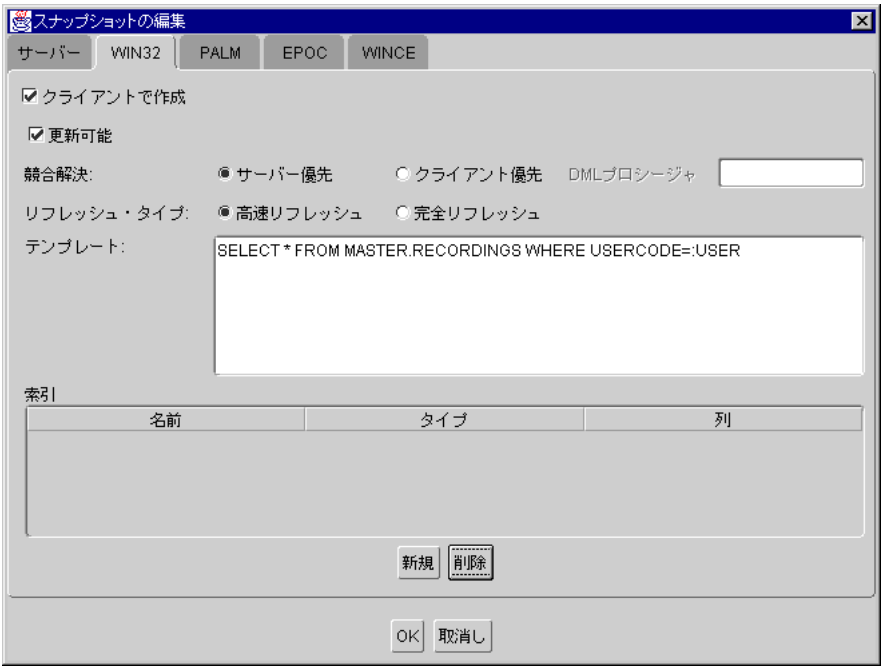 スナップショットの編集
サーバー WIN32 PALM EPOC WINCE
クライアントで作成
更新可能
競合解決: サーバー優先 クライアント優先 DMLプロシージャ
リフレッシュ・タイプ: 高速リフレッシュ 完全リフレッシュ
テンプレート: SELECT * FROM MASTER.RECORDINGS WHERE USERCODE=:USER
索引
名前 タイプ 列
新規 削除
OK 取消し